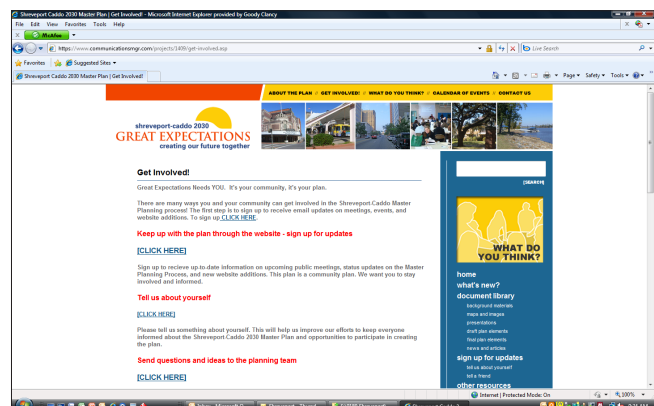 Shreveport Caddo 2030 Master Plan | Get Involved! - Microsoft Internet Explorer provided by Goody Clancy
File Edit View Favorites Tools Help
McAfee
https://www.communicationsmgr.com/projects/1409/get-involved.asp
Live Search
Favorites Suggested Sites
Shreveport Caddo 2030 Master Plan | Get Involved!
Page Safety Tools
ABOUT THE PLAN // GET INVOLVED! // WHAT DO YOU THINK? // CALENDAR OF EVENTS // CONTACT US
shreveport-caddo 2030
GREAT EXPECTATIONS
creating our future together
Get Involved!
Great Expectations Needs YOU. It's your community, it's your plan.
There are many ways you and your community can get involved in the Shreveport.Caddo Master
Planning process! The first step is to sign up to receive email updates on meetings, events, and
website additions. To sign up CLICK HERE.
Keep up with the plan through the website - sign up for updates
[CLICK HERE]
Sign up to recieve up-to-date information on upcoming public meetings, status updates on the Master
Planning Process, and new website additions. This plan is a community plan. We want you to stay
involved and informed.
Tell us about yourself
[CLICK HERE]
Please tell us something about yourself. This will help us improve our efforts to keep everyone
informed about the Shreveport.Caddo 2030 Master Plan and opportunities to participate in creating
the plan.
Send questions and ideas to the planning team
[CLICK HERE]
[SEARCH]
WHAT DO
YOU THINK?
home
what's new?
document library
background materials
maps and images
presentations
draft plan elements
final plan elements
news and articles
sign up for updates
tell us about yourself
tell a friend
other resources
Internet | Protected Mode: On
100%